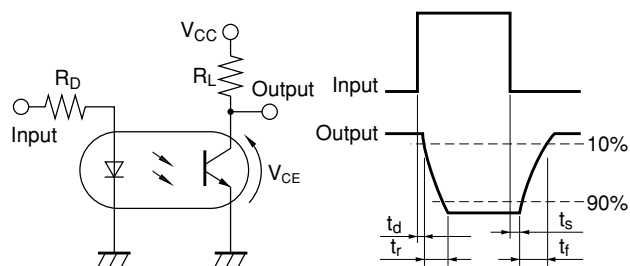 VCC
RD
RL
Output
Input
VCE
Input
Output
10%
90%
td
tr
ts
tf